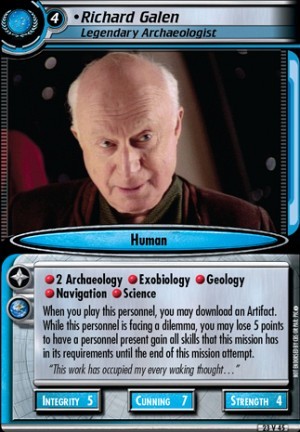 4
•Richard Galen
Legendary Archaeologist
Human
2 Archaeology Exobiology Geology
Navigation Science
When you play this personnel, you may download an Artifact.
While this personnel is facing a dilemma, you may lose 5 points
to have a personnel present gain all skills that this mission has
in its requirements until the end of this mission attempt.
"This work has occupied my every waking thought…"
INTEGRITY 5 CUNNING 7 STRENGTH 4
23 V 45